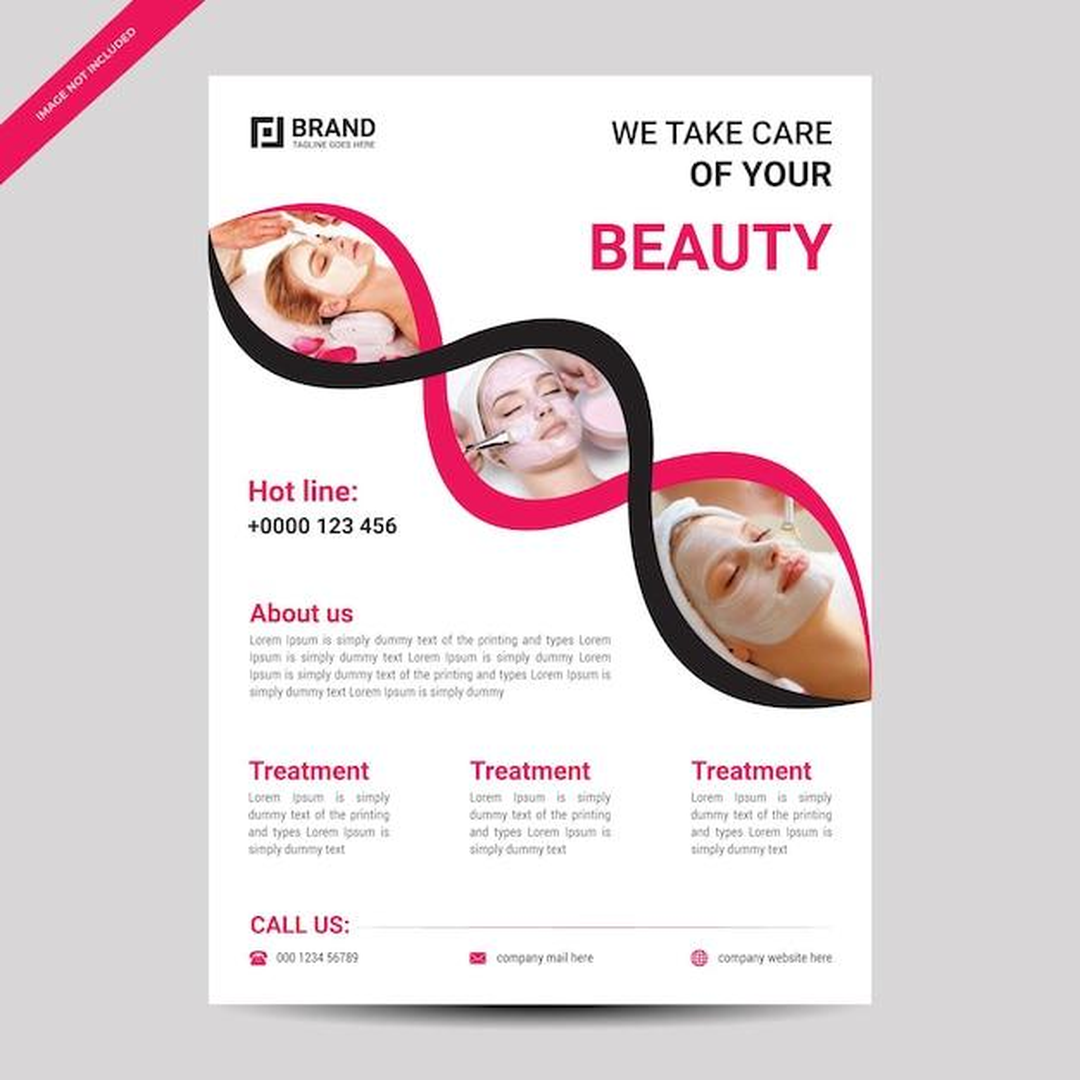 IMAGE NOT INCLUDED
BRAND
TAGLINE GOES HERE
WE TAKE CARE
OF YOUR
BEAUTY
Hot line:
+0000 123 456
About us
Lorem Ipsum is simply dummy text of the printing and types Lorem
Ipsum is simply dummy text Lorem Ipsum is simply dummy Lorem
Ipsum is simply dummy text of the printing and types Lorem Ipsum is
simply dummy text Lorem Ipsum is simply dummy
Treatment
Lorem Ipsum is simply
dummy text of the printing
and types Lorem Ipsum is
simply dummy text
Treatment
Lorem Ipsum is simply
dummy text of the printing
and types Lorem Ipsum is
simply dummy text
Treatment
Lorem Ipsum is simply
dummy text of the printing
and types Lorem Ipsum is
simply dummy text
CALL US:
000 1234 56789
company mail here
company website here